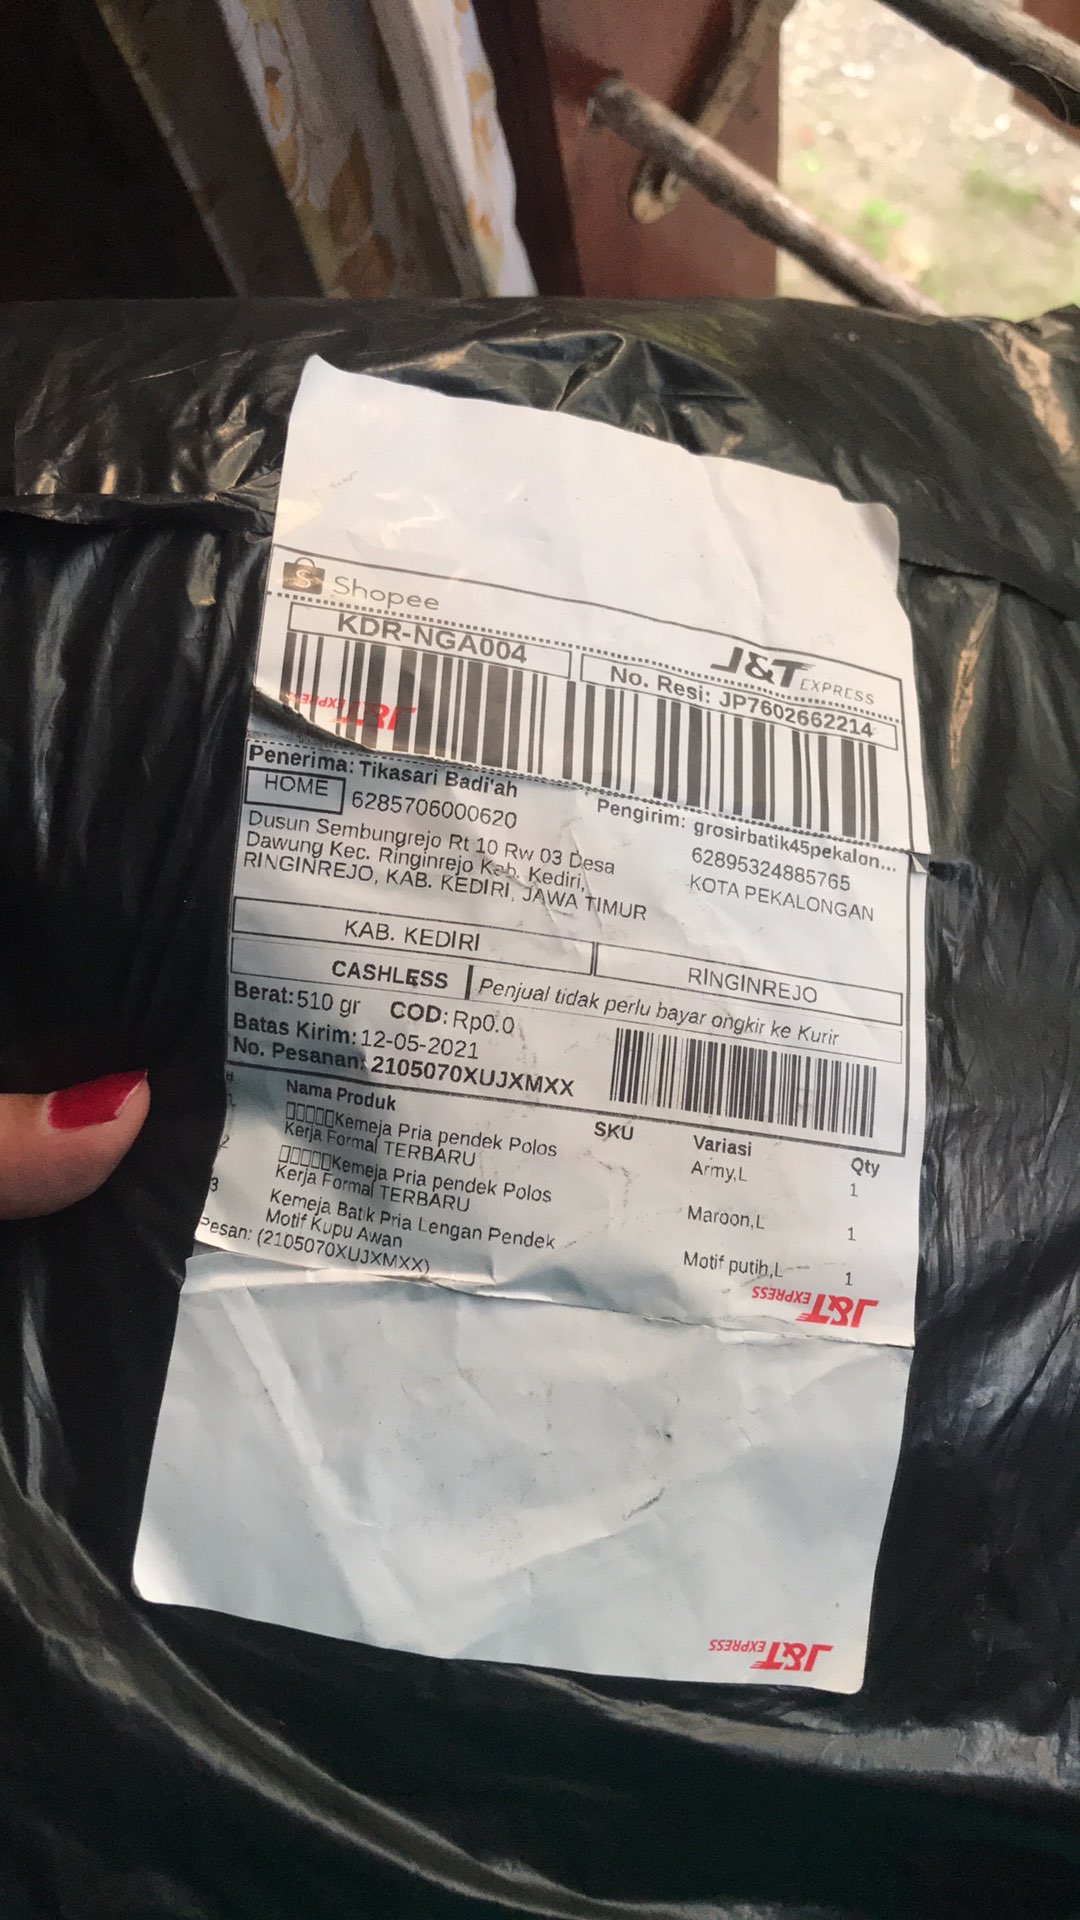 Shopee
J&T EXPRESS
KDR-NGA004
No. Resi: JP7602662214
J&T EXPRESS
Penerima: Tikasari Badi'ah
HOME 6285706000620
Dusun Sembungrejo Rt 10 Rw 03 Desa
Dawung Kec. Ringinrejo Kab. Kediri,
RINGINREJO, KAB. KEDIRI, JAWA TIMUR
Pengirim: grosirbatik45pekalon...
62895324885765
KOTA PEKALONGAN
KAB. KEDIRI
RINGINREJO
CASHLESS Penjual tidak perlu bayar ongkir ke Kurir
Berat: 510 gr COD: Rp0.0
Batas Kirim: 12-05-2021
No. Pesanan: 2105070XUJXMXX
# Nama Produk SKU Variasi Qty
1 Kemeja Pria pendek Polos Army,L 1
Kerja Formal TERBARU
2 Kemeja Pria pendek Polos Maroon,L 1
Kerja Formal TERBARU
3 Kemeja Batik Pria Lengan Pendek Motif putih,L 1
Motif Kupu Awan
Pesan: (2105070XUJXMXX)
J&T EXPRESS
J&T EXPRESS